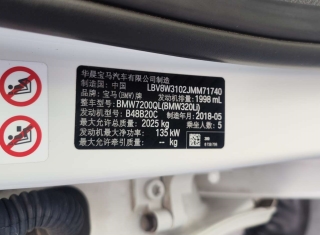 华晨宝马汽车有限公司制造
制造国：中国 LBV8W3102JMM71740
品牌：宝马(BMW) 发动机排量：1998 mL
整车型号：BMW7200QL(BMW320Li)
发动机型号：B48B20C 制造年月：2018-05
最大允许总质量：2025 kg 乘坐人数：5
发动机最大净功率：135 kW
最大允许牵引质量：-- kg